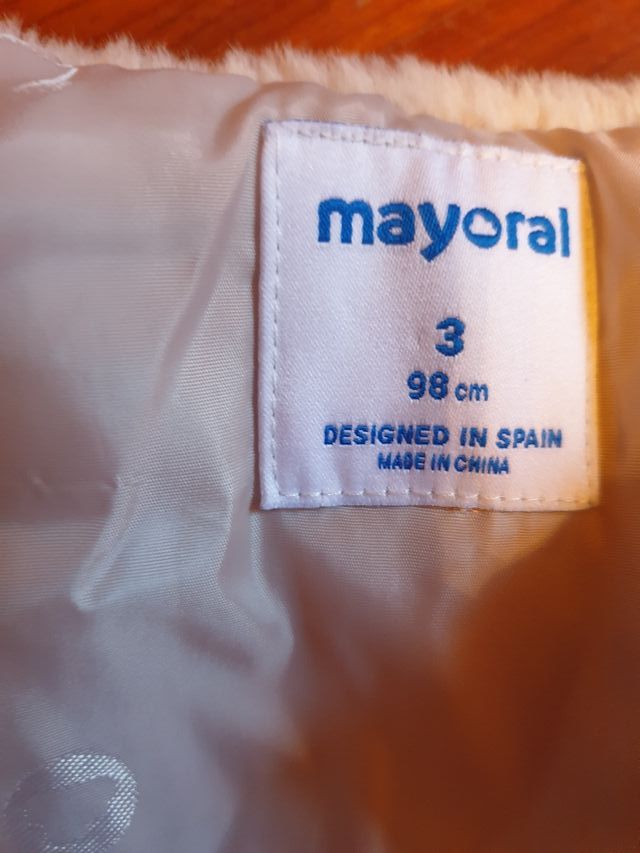 mayoral
3
98 cm
DESIGNED IN SPAIN
MADE IN CHINA